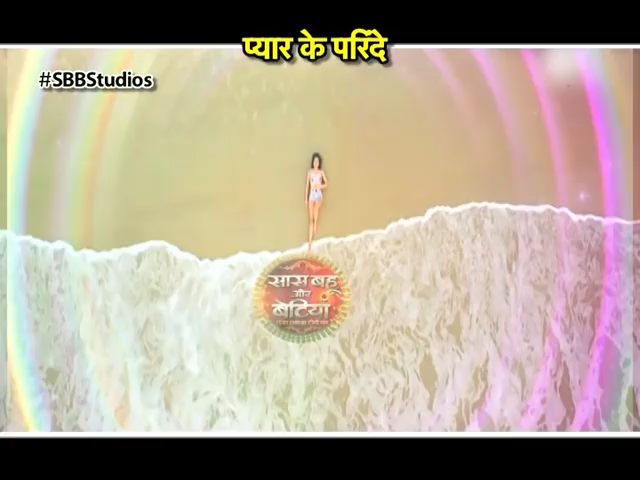 प्यार के परिंदे
#SBBStudios
सास बहू
और
बेटियां